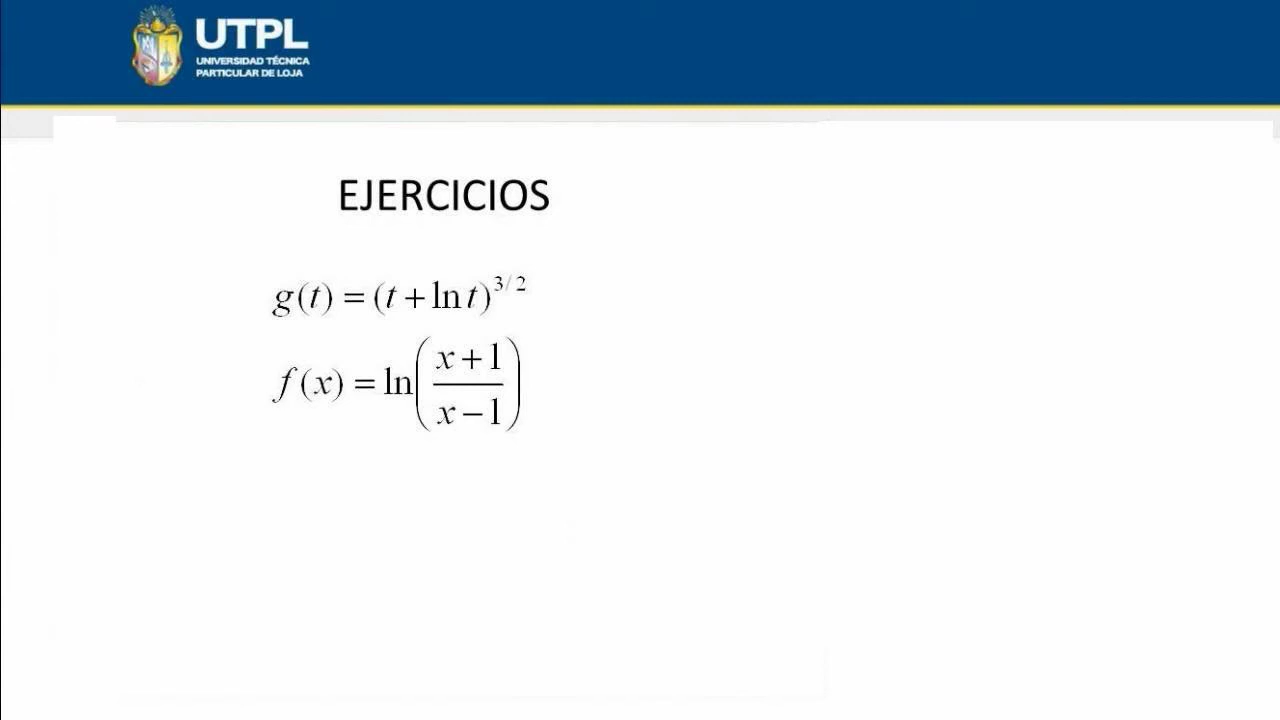 UTPL
UNIVERSIDAD TÉCNICA
PARTICULAR DE LOJA
EJERCICIOS
g(t) = (t + ln t)^{3/2}
f(x) = ln((x+1)/(x−1))